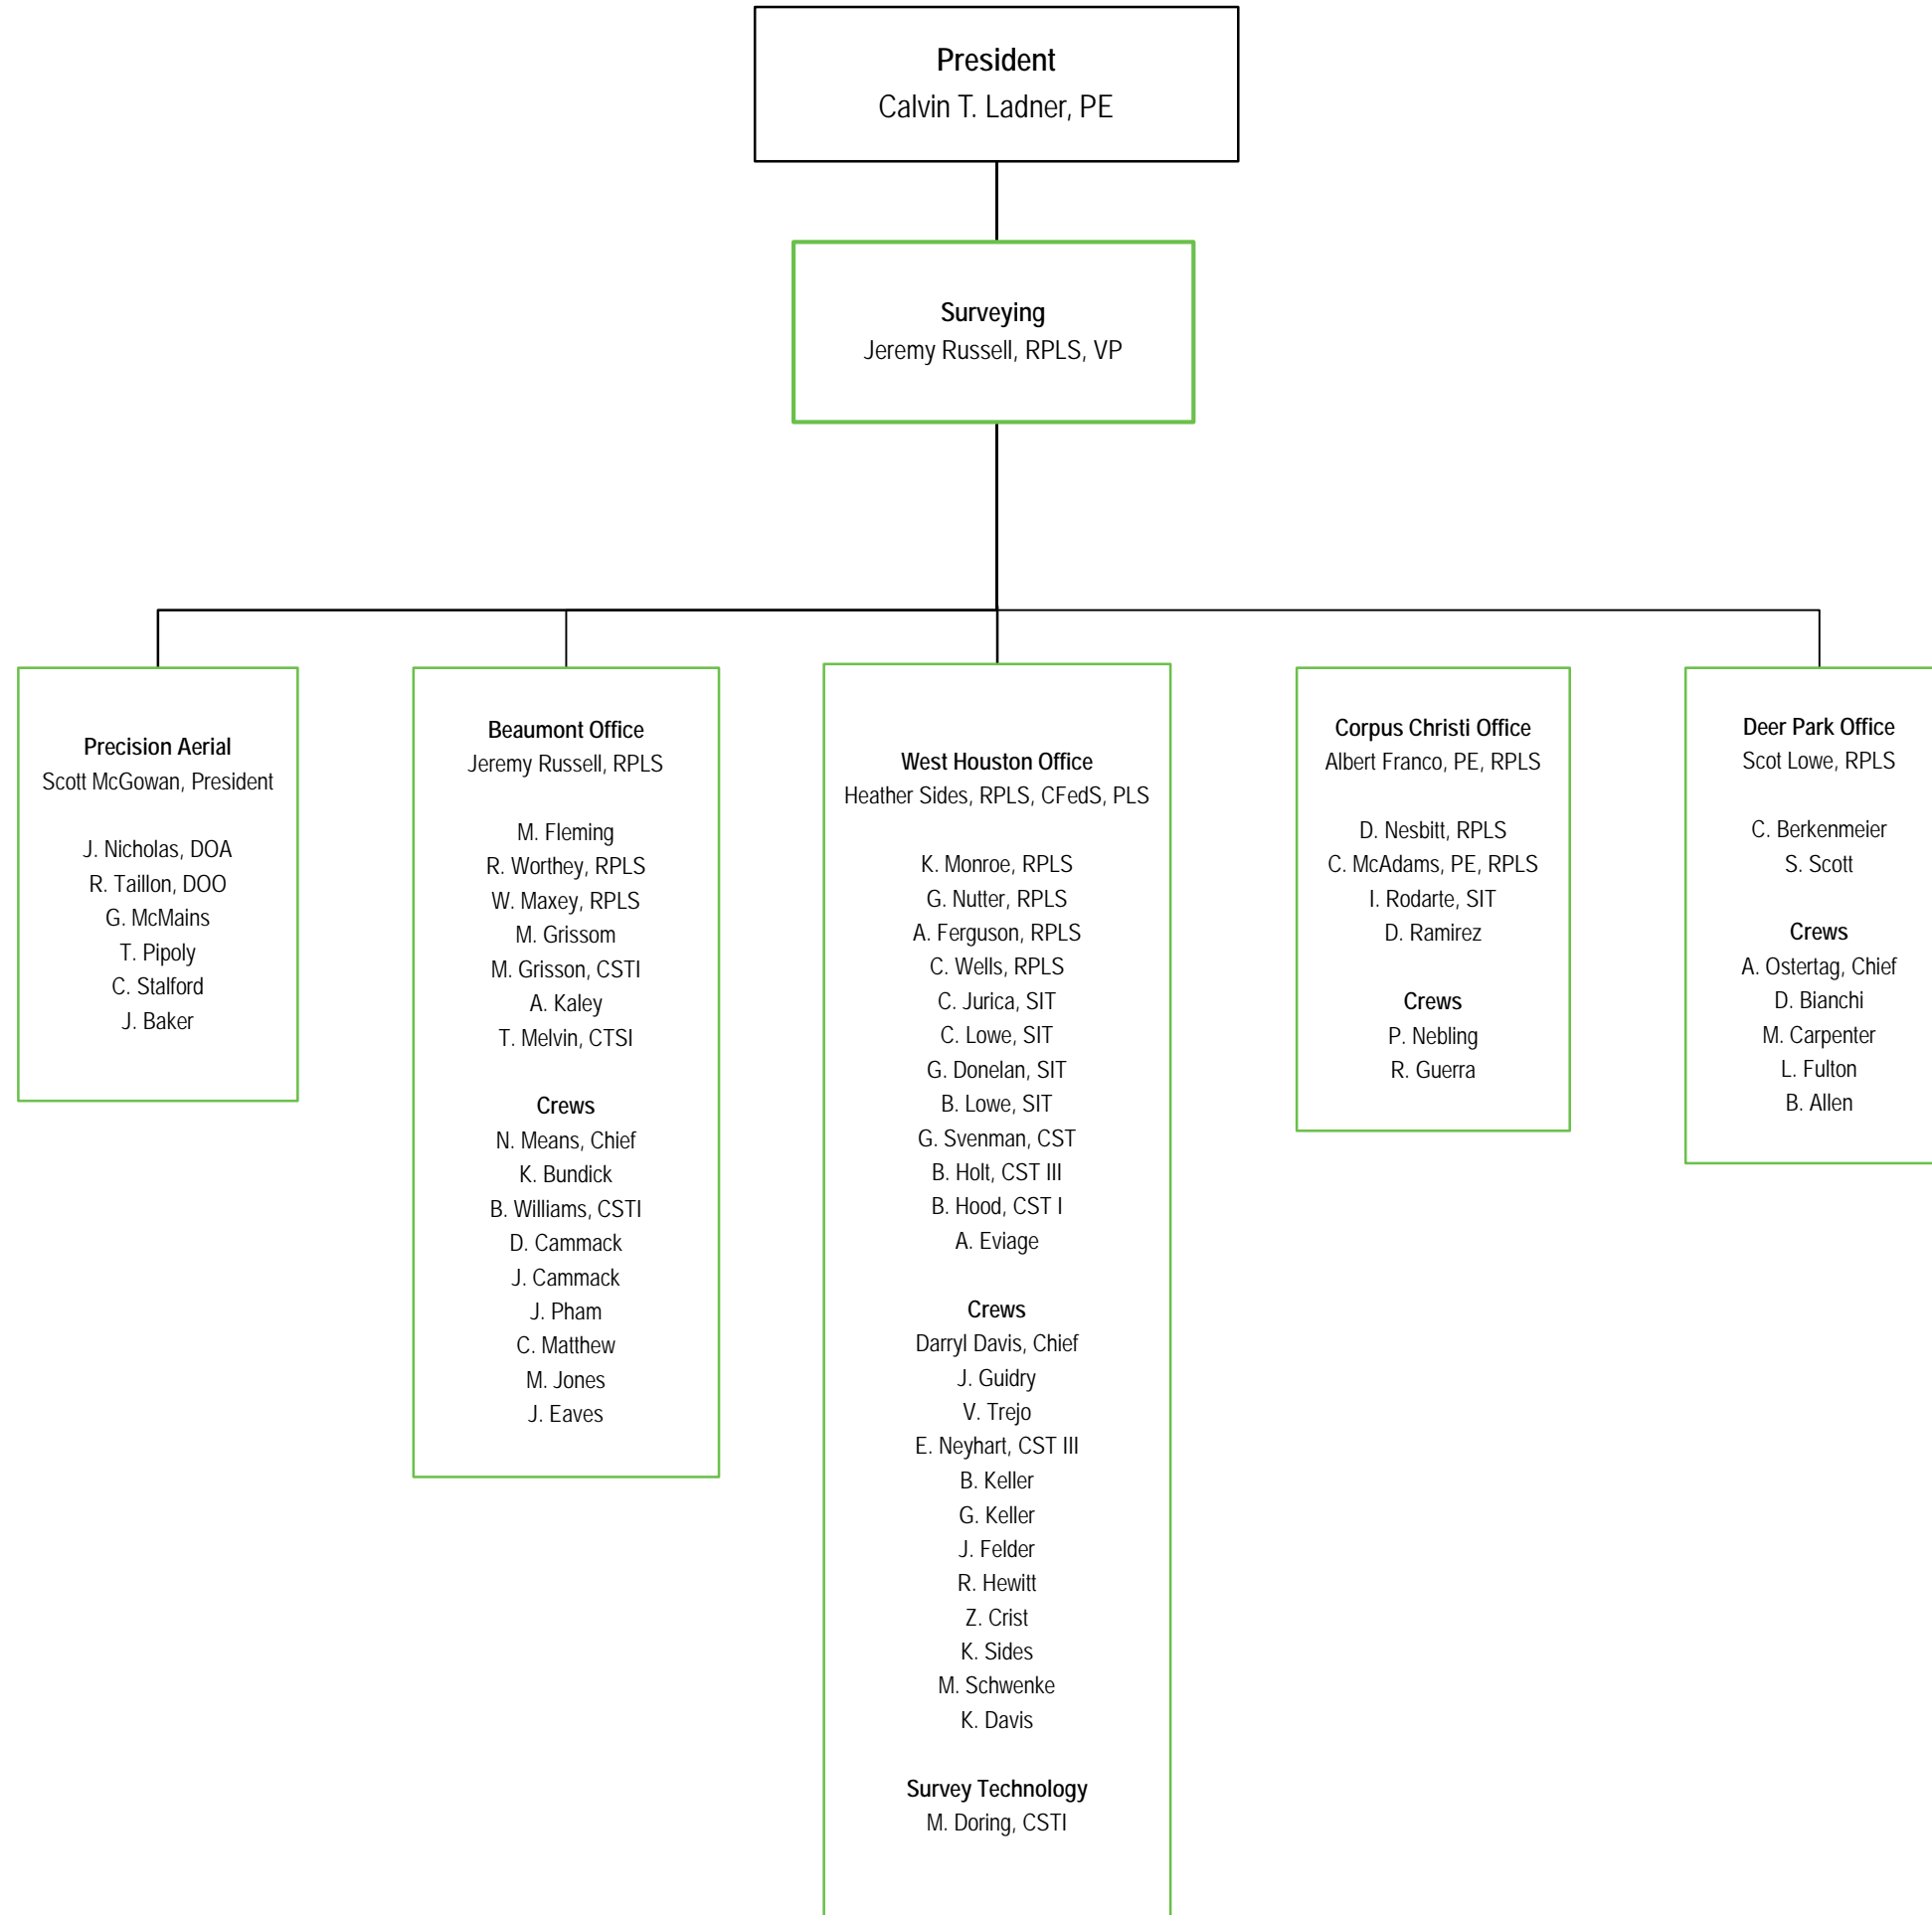 President
Calvin T. Ladner, PE
Surveying
Jeremy Russell, RPLS, VP
Precision Aerial
Scott McGowan, President
J. Nicholas, DOA
R. Taillon, DOO
G. McMains
T. Pipoly
C. Stalford
J. Baker
Beaumont Office
Jeremy Russell, RPLS
M. Fleming
R. Worthey, RPLS
W. Maxey, RPLS
M. Grissom
M. Grisson, CSTI
A. Kaley
T. Melvin, CTSI
Crews
N. Means, Chief
K. Bundick
B. Williams, CSTI
D. Cammack
J. Cammack
J. Pham
C. Matthew
M. Jones
J. Eaves
West Houston Office
Heather Sides, RPLS, CFedS, PLS
K. Monroe, RPLS
G. Nutter, RPLS
A. Ferguson, RPLS
C. Wells, RPLS
C. Jurica, SIT
C. Lowe, SIT
G. Donelan, SIT
B. Lowe, SIT
G. Svenman, CST
B. Holt, CST III
B. Hood, CST I
A. Eviage
Crews
Darryl Davis, Chief
J. Guidry
V. Trejo
E. Neyhart, CST III
B. Keller
G. Keller
J. Felder
R. Hewitt
Z. Crist
K. Sides
M. Schwenke
K. Davis
Survey Technology
M. Doring, CSTI
Corpus Christi Office
Albert Franco, PE, RPLS
D. Nesbitt, RPLS
C. McAdams, PE, RPLS
I. Rodarte, SIT
D. Ramirez
Crews
P. Nebling
R. Guerra
Deer Park Office
Scot Lowe, RPLS
C. Berkenmeier
S. Scott
Crews
A. Ostertag, Chief
D. Bianchi
M. Carpenter
L. Fulton
B. Allen